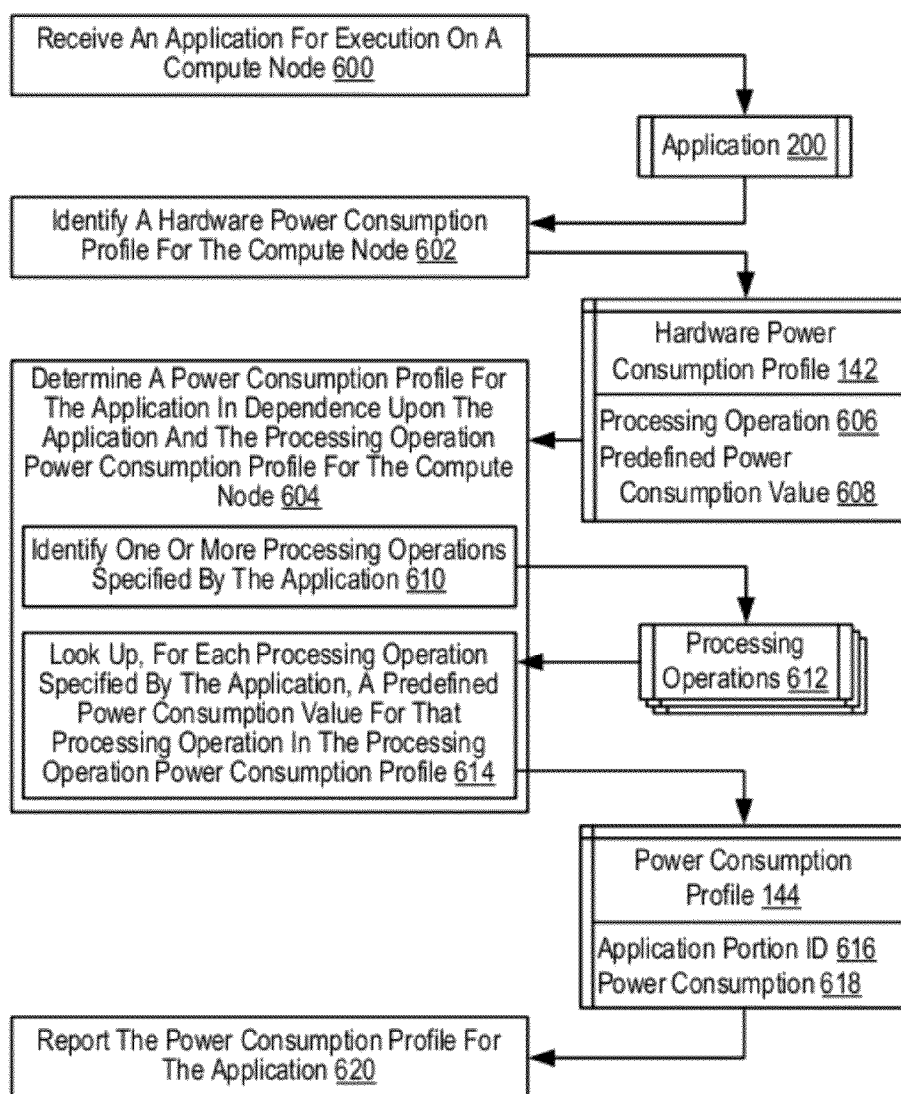 Receive An Application For Execution On A
Compute Node 600
Application 200
Identify A Hardware Power Consumption
Profile For The Compute Node 602
Hardware Power
Consumption Profile 142
Processing Operation 606
Predefined Power
Consumption Value 608
Determine A Power Consumption Profile For
The Application In Dependence Upon The
Application And The Processing Operation
Power Consumption Profile For The Compute
Node 604
Identify One Or More Processing Operations
Specified By The Application 610
Processing
Operations 612
Look Up, For Each Processing Operation
Specified By The Application, A Predefined
Power Consumption Value For That
Processing Operation In The Processing
Operation Power Consumption Profile 614
Power Consumption
Profile 144
Application Portion ID 616
Power Consumption 618
Report The Power Consumption Profile For
The Application 620